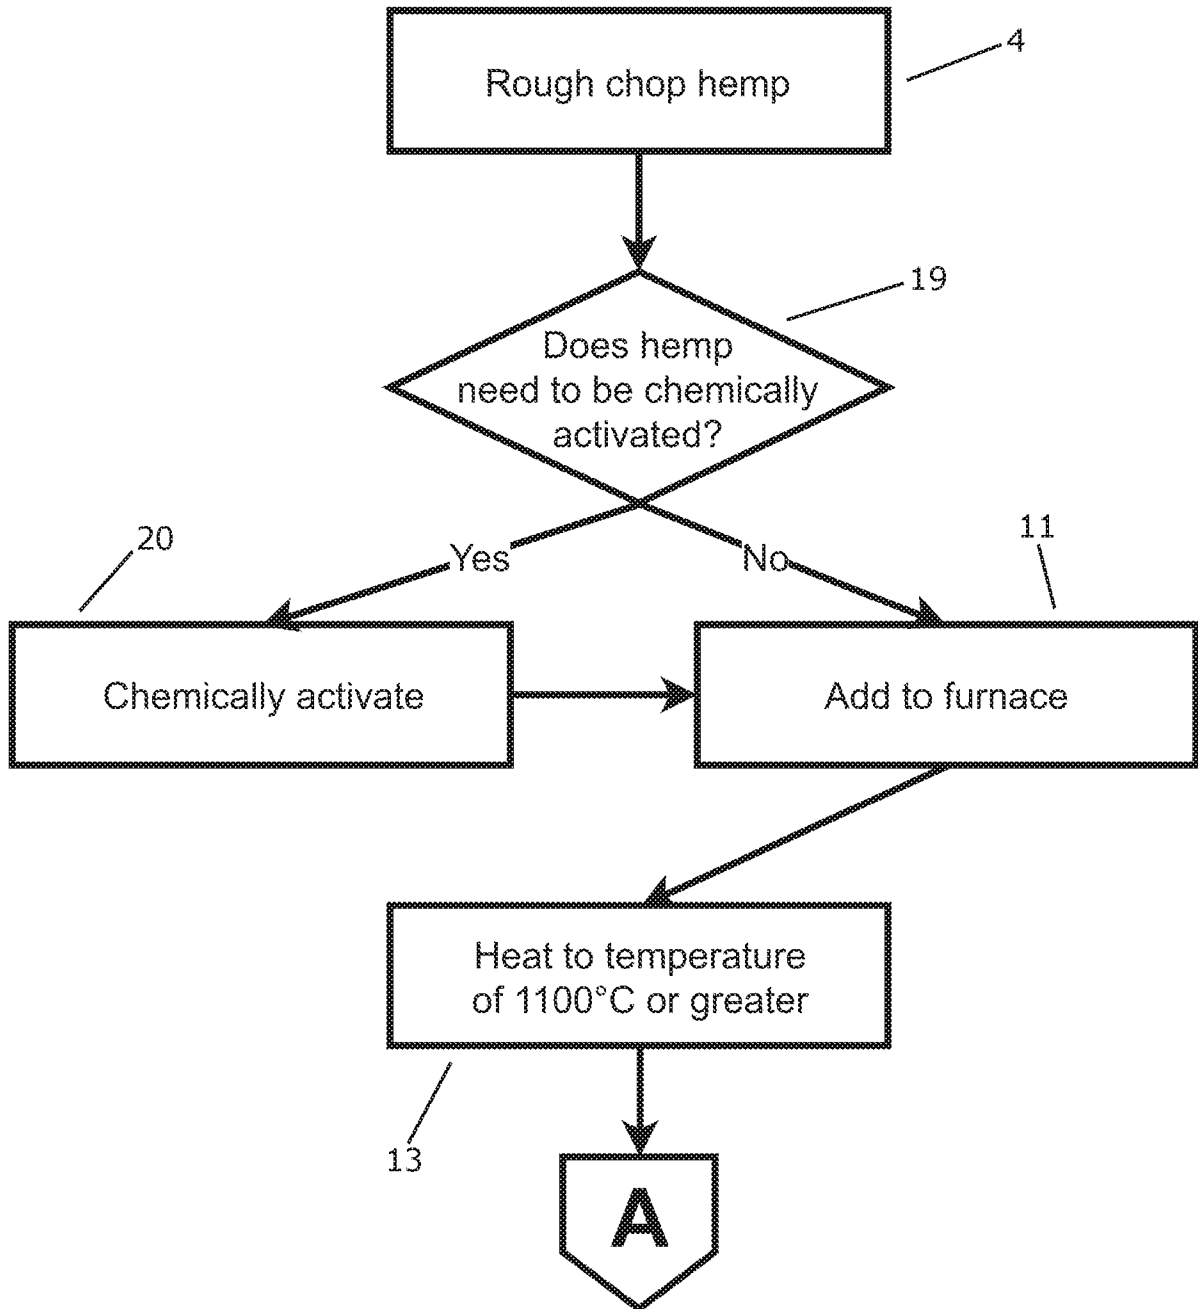 Rough chop hemp
4
19
Does hemp
need to be chemically
activated?
20
Yes
No
11
Chemically activate
Add to furnace
Heat to temperature
of 1100°C or greater
13
A